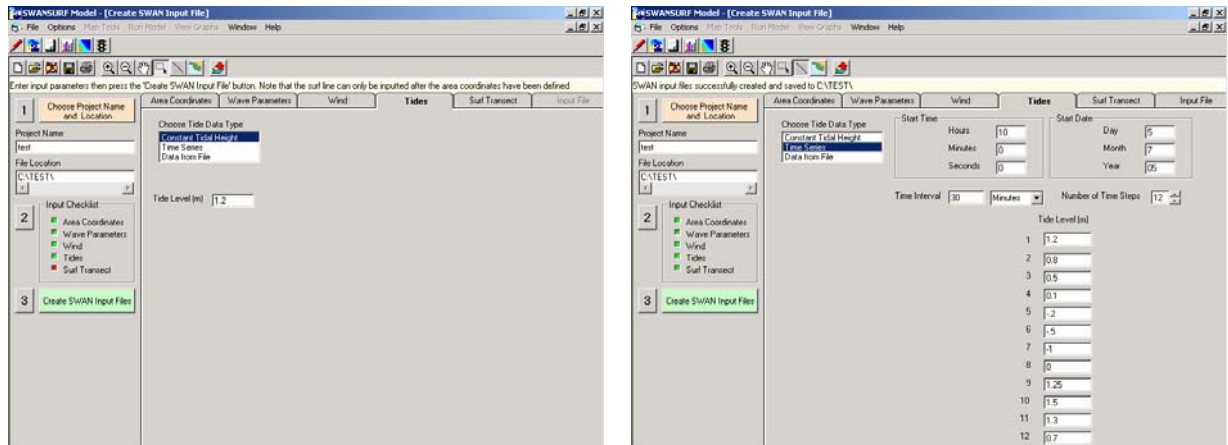 SWANSURF Model - [Create SWAN Input File]
File Options Map Tools Run Model View Graphs Window Help
Enter input parameters then press the 'Create SWAN Input File' button. Note that the surf line can only be inputted after the area coordinates have been defined
1 Choose Project Name and Location
Project Name
test
File Location
C:\TEST\
2 Input Checklist
Area Coordinates
Wave Parameters
Wind
Tides
Surf Transect
3 Create SWAN Input Files
Area Coordinates Wave Parameters Wind Tides Surf Transect Input File
Choose Tide Data Type
Constant Tidal Height
Time Series
Data from File
Tide Level (m) 1.2
SWANSURF Model - [Create SWAN Input File]
File Options Map Tools Run Model View Graphs Window Help
SWAN input files successfully created and saved to C:\TEST\
1 Choose Project Name and Location
Project Name
test
File Location
C:\TEST\
2 Input Checklist
Area Coordinates
Wave Parameters
Wind
Tides
Surf Transect
3 Create SWAN Input Files
Area Coordinates Wave Parameters Wind Tides Surf Transect Input File
Choose Tide Data Type
Constant Tidal Height
Time Series
Data from File
Start Time
Hours 10
Minutes 0
Seconds 0
Start Date
Day 5
Month 7
Year 05
Time Interval 30 Minutes Number of Time Steps 12
Tide Level (m)
1 1.2
2 0.8
3 0.5
4 0.1
5 -.2
6 -.5
7 -1
8 0
9 1.25
10 1.5
11 1.3
12 0.7